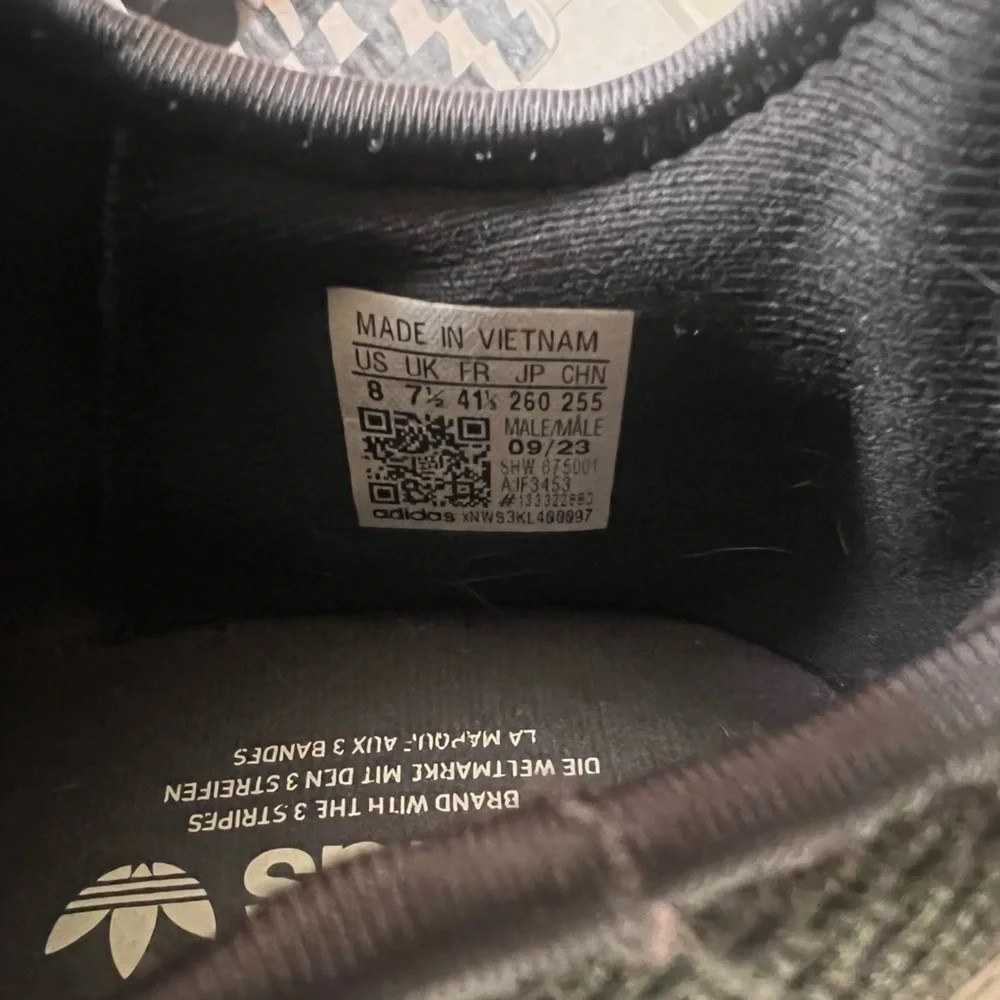 MADE IN VIETNAM
US UK FR JP CHN
8 7½ 41⅓ 260 255
MALE/MÂLE
09/23
SHW 675001
A:IF3453
adidas
BRAND WITH THE 3 STRIPES
DIE WELTMARKE MIT DEN 3 STREIFEN
LA MARQUE AUX 3 BANDES